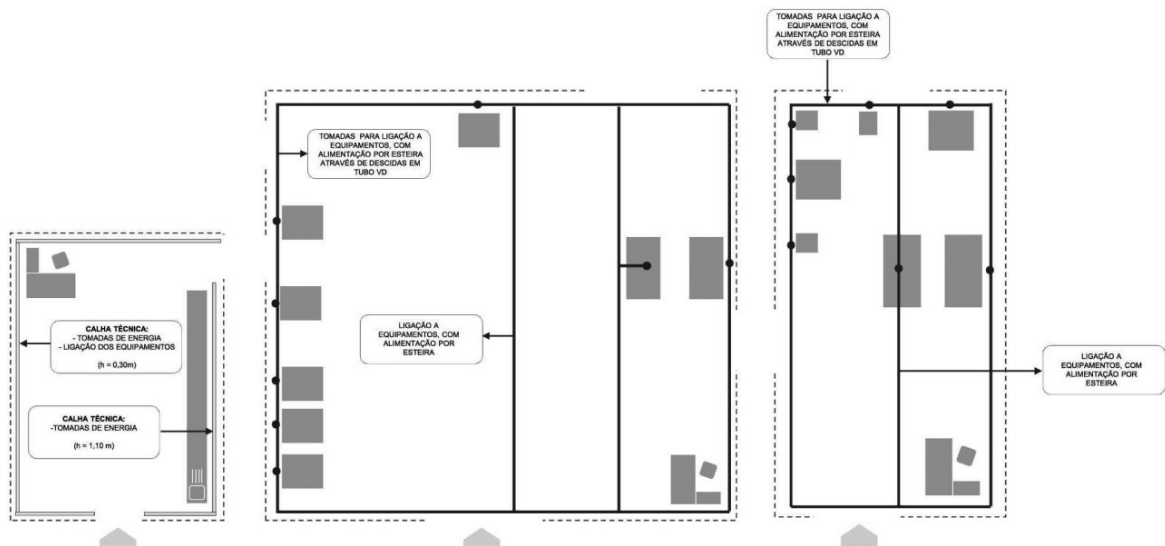 TOMADAS PARA LIGAÇÃO A
EQUIPAMENTOS, COM
ALIMENTAÇÃO POR ESTEIRA
ATRAVÉS DE DESCIDAS EM
TUBO VD
TOMADAS PARA LIGAÇÃO A
EQUIPAMENTOS, COM
ALIMENTAÇÃO POR ESTEIRA
ATRAVÉS DE DESCIDAS EM
TUBO VD
CALHA TÉCNICA:
- TOMADAS DE ENERGIA
- LIGAÇÃO DOS EQUIPAMENTOS
(h = 0,30m)
CALHA TÉCNICA:
-TOMADAS DE ENERGIA
(h = 1,10 m)
LIGAÇÃO A
EQUIPAMENTOS, COM
ALIMENTAÇÃO POR
ESTEIRA
LIGAÇÃO A
EQUIPAMENTOS, COM
ALIMENTAÇÃO POR
ESTEIRA